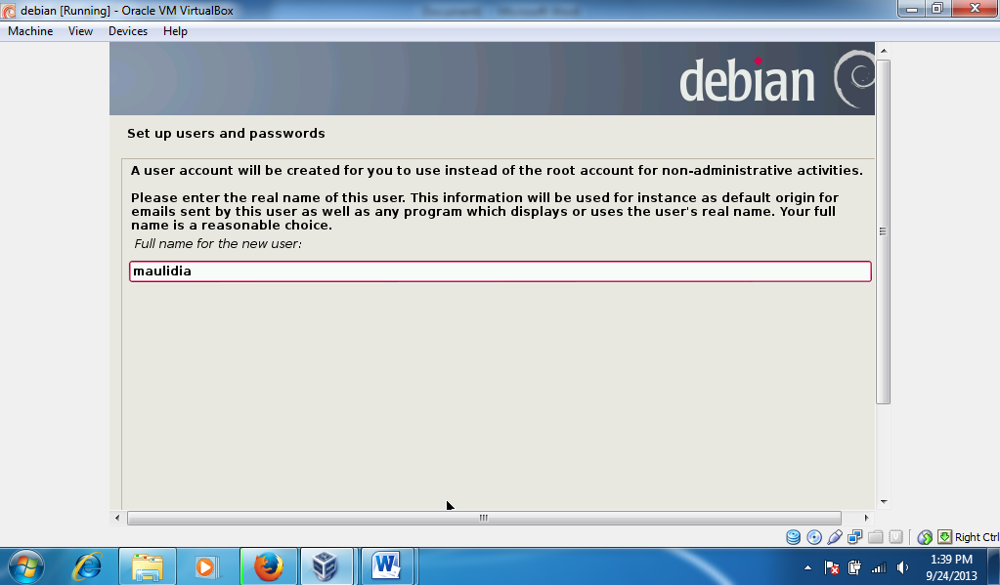 debian [Running] - Oracle VM VirtualBox
Machine View Devices Help
debian
Set up users and passwords
A user account will be created for you to use instead of the root account for non-administrative activities.
Please enter the real name of this user. This information will be used for instance as default origin for
emails sent by this user as well as any program which displays or uses the user's real name. Your full
name is a reasonable choice.
Full name for the new user:
maulidia
Right Ctrl
1:39 PM
9/24/2013